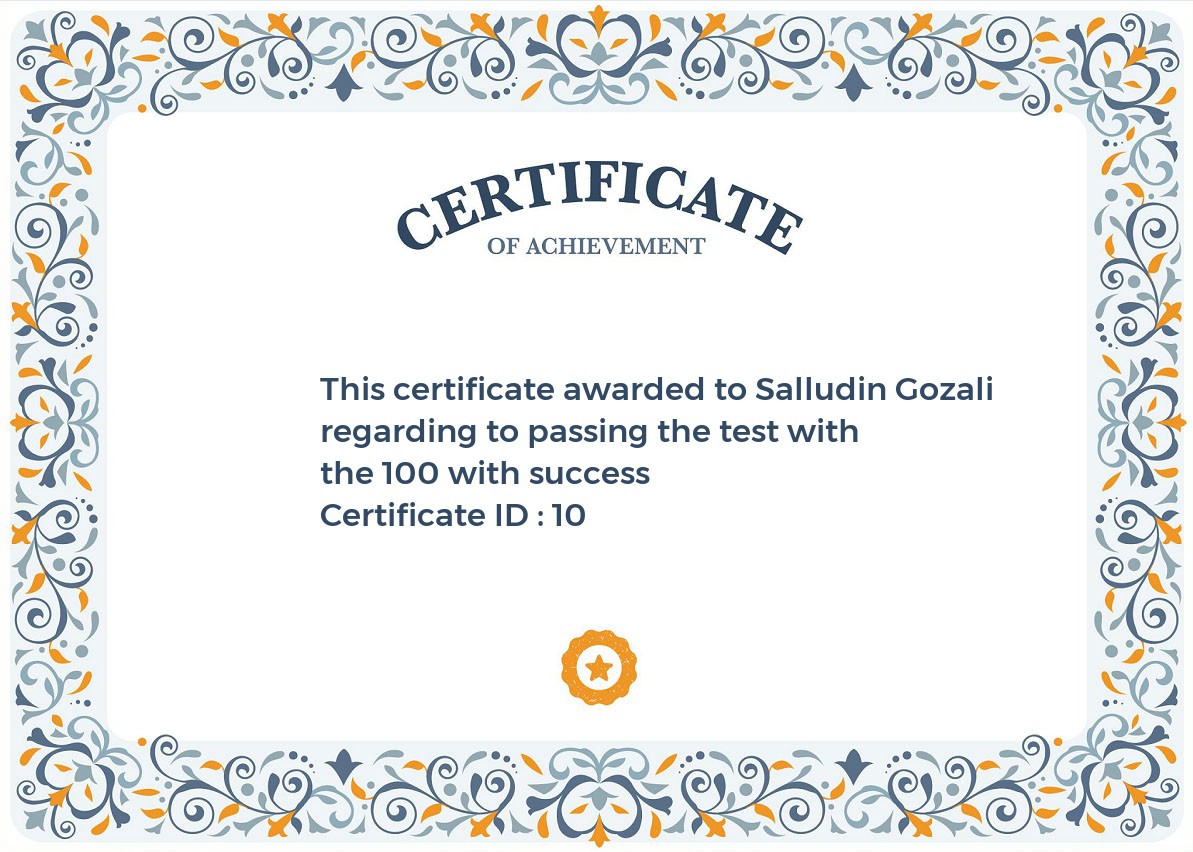 CERTIFICATE
OF ACHIEVEMENT
This certificate awarded to Salludin Gozali
regarding to passing the test with
the 100 with success
Certificate ID : 10